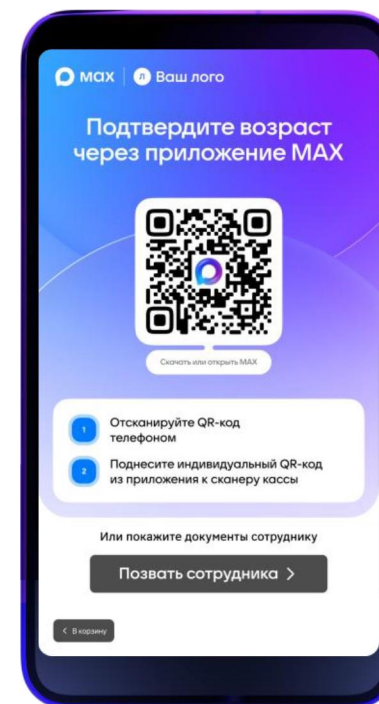 max | Л Ваш лого
Подтвердите возраст
через приложение MAX
Скачать или открыть MAX
1 Отсканируйте QR-код
телефоном
2 Поднесите индивидуальный QR-код
из приложения к сканеру кассы
Или покажите документы сотруднику
Позвать сотрудника >
< В корзину